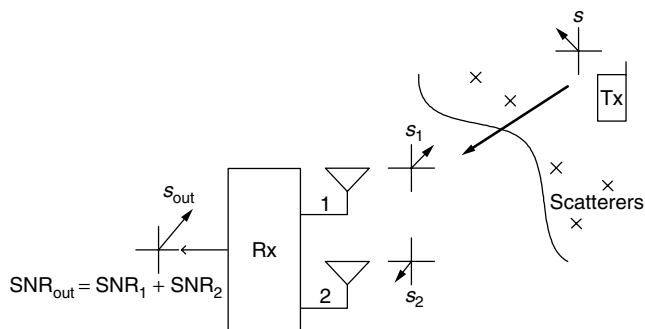 s
Tx
s1
Scatterers
1
sout
Rx
SNRout = SNR1 + SNR2
2
s2